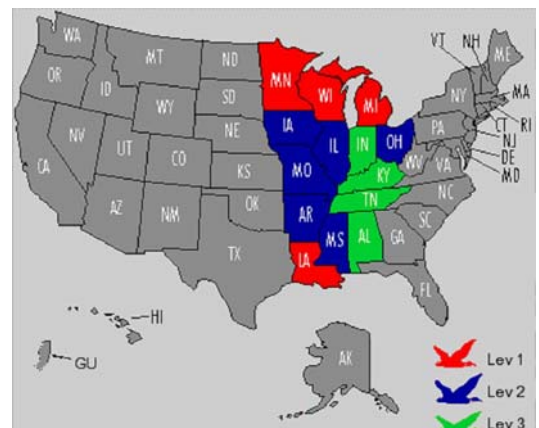 WA
MT
ND
MN
VT
NH
ME
OR
ID
SD
WI
MI
NY
MA
WY
NE
IA
PA
CT
RI
NV
UT
CO
IL
IN
OH
NJ
CA
KS
MO
KY
WV
VA
DE
MD
AZ
NM
OK
AR
TN
NC
TX
LA
MS
AL
GA
SC
FL
HI
GU
AK
Lev 1
Lev 2
Lev 3